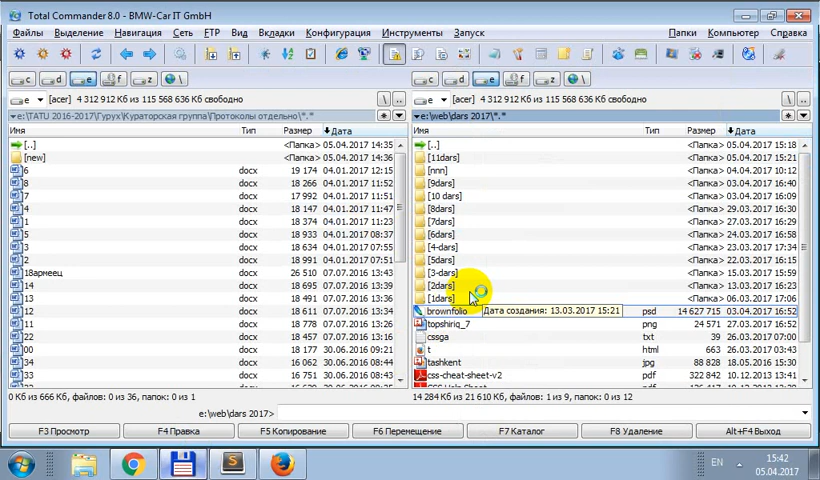 Total Commander 8.0 - BMW-Car IT GmbH
Файлы Выделение Навигация Сеть FTP Вид Вкладки Конфигурация Инструменты Запуск Папки Компьютер Справка
c d e f z \
c d e f z \
e [acer] 4 312 912 Кб из 115 568 636 Кб свободно \ ..
e [acer] 4 312 912 Кб из 115 568 636 Кб свободно \ ..
e:\TATU 2016-2017\Гурух\Кураторская группа\Протоколы отдельно\*.* * ▼
Имя Тип Размер Дата
[..] <Папка> 05.04.2017 14:35
[new] <Папка> 05.04.2017 14:36
6 docx 19 174 04.01.2017 12:15
8 docx 18 266 04.01.2017 11:52
7 docx 17 992 04.01.2017 11:51
4 docx 18 147 04.01.2017 11:47
1 docx 18 374 04.01.2017 11:43
5 docx 18 933 04.01.2017 08:37
3 docx 18 634 04.01.2017 07:55
2 docx 18 991 04.01.2017 07:55
18армеец docx 26 510 07.07.2016 13:43
14 docx 18 695 07.07.2016 13:39
13 docx 18 491 07.07.2016 13:36
12 docx 18 611 07.07.2016 13:34
11 docx 18 778 07.07.2016 13:26
22 docx 18 457 07.07.2016 13:15
00 docx 18 350 30.06.2016 09:21
34 docx 16 062 30.06.2016 08:44
33 docx 16 751 30.06.2016 08:43
0 Кб из 666 Кб, файлы: 0 из 36, папок: 0 из 1
e:\web\dars 2017\*.* * ▼
Имя Тип Размер Дата
[..] <Папка> 05.04.2017 15:18
[11dars] <Папка> 05.04.2017 15:21
[nnn] <Папка> 05.04.2017 10:12
[9dars] <Папка> 03.04.2017 16:40
[10 dars] <Папка> 03.04.2017 16:09
[8dars] <Папка> 29.03.2017 16:30
[7dars] <Папка> 27.03.2017 16:30
[6dars] <Папка> 27.03.2017 16:09
[4-dars] <Папка> 23.03.2017 17:34
[5dars] <Папка> 23.03.2017 16:35
[3-dars] <Папка> 15.03.2017 15:59
[2dars] <Папка> 13.03.2017 16:23
[1dars] <Папка> 06.03.2017 17:06
brownfolio psd 14 627 715 03.04.2017 16:52
Дата создания: 13.03.2017 15:21
topshiriq_7 png 24 571 27.03.2017 16:52
cssga txt 39 26.03.2017 07:00
t html 663 26.03.2017 03:43
tashkent jpg 88 878 18.05.2016 15:30
css-cheat-sheet-v2 pdf 322 842 10.12.2013 13:41
14 284 Кб из 21 610 Кб, файлы: 1 из 9, папок: 0 из 12
e:\web\dars 2017>
F3 Просмотр F4 Правка F5 Копирование F6 Перемещение F7 Каталог F8 Удаление Alt+F4 Выход
EN 15:42
05.04.2017